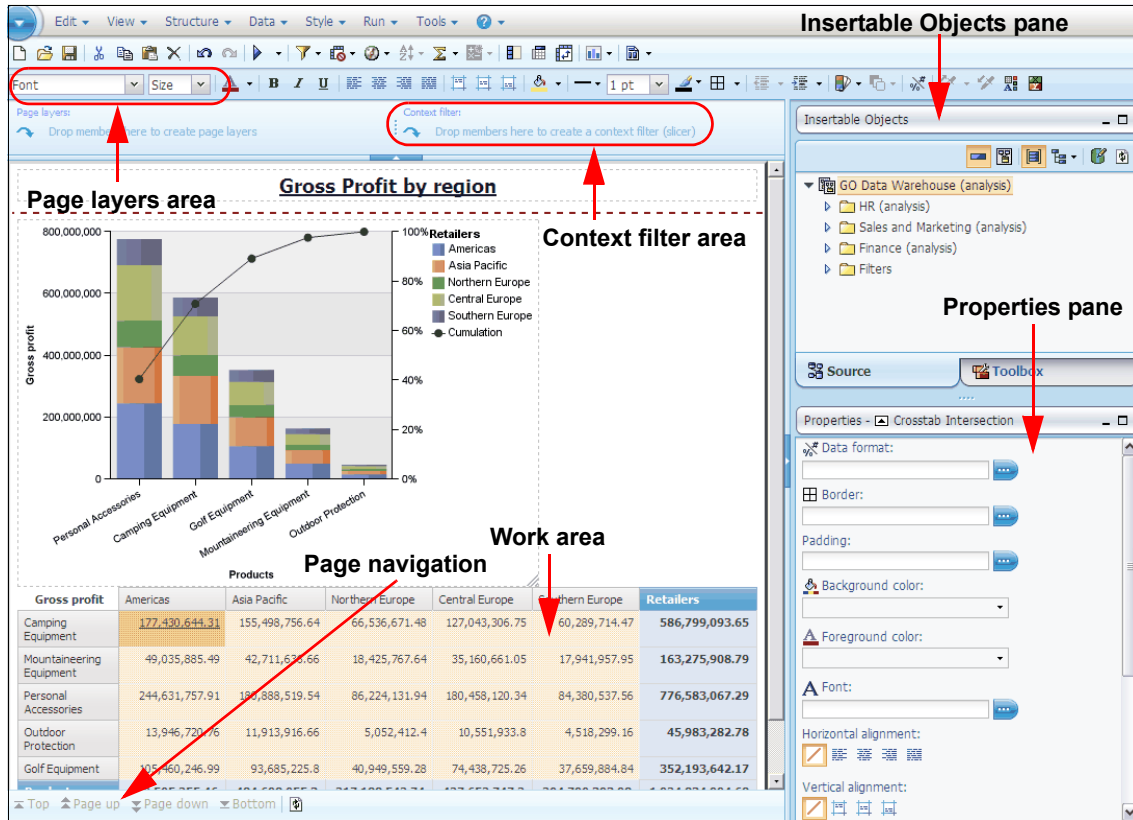 Edit View Structure Data Style Run Tools
Insertable Objects pane
Font Size B I U 1 pt
Page layers:
Drop members here to create page layers
Context filter:
Drop members here to create a context filter (slicer)
Insertable Objects
GO Data Warehouse (analysis)
HR (analysis)
Sales and Marketing (analysis)
Finance (analysis)
Filters
Source Toolbox
Page layers area
Context filter area
Properties pane
Gross Profit by region
800,000,000
600,000,000
400,000,000
200,000,000
0
Gross profit
100%
80%
60%
40%
20%
0%
Retailers
Americas
Asia Pacific
Northern Europe
Central Europe
Southern Europe
Cumulation
Personal Accessories
Camping Equipment
Golf Equipment
Mountaineering Equipment
Outdoor Protection
Products
Work area
Page navigation
Gross profit Americas Asia Pacific Northern Europe Central Europe Southern Europe Retailers
Camping Equipment 177,430,644.31 155,498,756.64 66,536,671.48 127,043,306.75 60,289,714.47 586,799,093.65
Mountaineering Equipment 49,035,885.49 18,425,767.64 35,160,661.05 17,941,957.95 163,275,908.79
Personal Accessories 244,631,757.91 86,224,131.94 180,458,120.34 84,380,537.56 776,583,067.29
Outdoor Protection 13,946,720.76 11,913,916.66 5,052,412.4 10,551,933.8 4,518,299.16 45,983,282.78
Golf Equipment 105,460,246.99 93,685,225.8 40,949,559.28 74,438,725.26 37,659,884.84 352,193,642.17
Top Page up Page down Bottom
Properties - Crosstab Intersection
Data format:
Border:
Padding:
Background color:
Foreground color:
Font:
Horizontal alignment:
Vertical alignment: